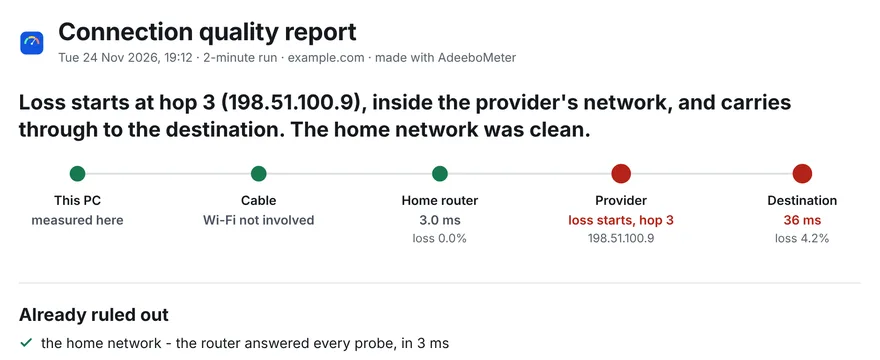 Connection quality report
Tue 24 Nov 2026, 19:12 · 2-minute run · example.com · made with AdeeboMeter
Loss starts at hop 3 (198.51.100.9), inside the provider's network, and carries
through to the destination. The home network was clean.
This PC
measured here
Cable
Wi-Fi not involved
Home router
3.0 ms
loss 0.0%
Provider
loss starts, hop 3
198.51.100.9
Destination
36 ms
loss 4.2%
Already ruled out
the home network - the router answered every probe, in 3 ms